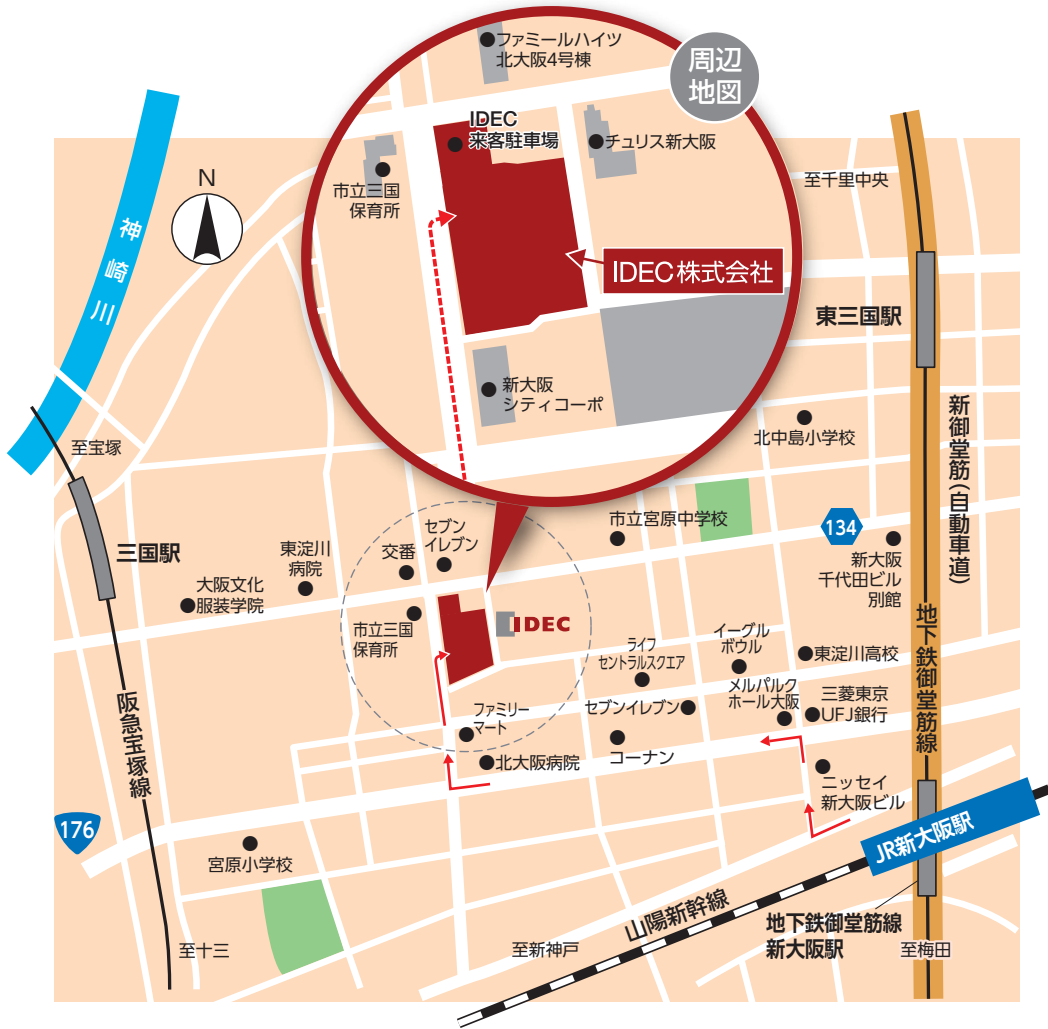 ファミールハイツ
北大阪4号棟
周辺
地図
IDEC
来客駐車場
チュリス新大阪
市立三国
保育所
IDEC株式会社
新大阪
シティコーポ
N
神崎川
至千里中央
東三国駅
新御堂筋(自動車道)
北中島小学校
至宝塚
三国駅
大阪文化
服装学院
東淀川
病院
交番
セブン
イレブン
市立宮原中学校
134
新大阪
千代田ビル
別館
市立三国
保育所
IDEC
ライフ
セントラルスクエア
イーグル
ボウル
東淀川高校
地下鉄御堂筋線
阪急宝塚線
ファミリー
マート
セブンイレブン
メルパルク
ホール大阪
三菱東京
UFJ銀行
北大阪病院
コーナン
ニッセイ
新大阪ビル
176
宮原小学校
JR新大阪駅
山陽新幹線
地下鉄御堂筋線
新大阪駅
至十三
至新神戸
至梅田